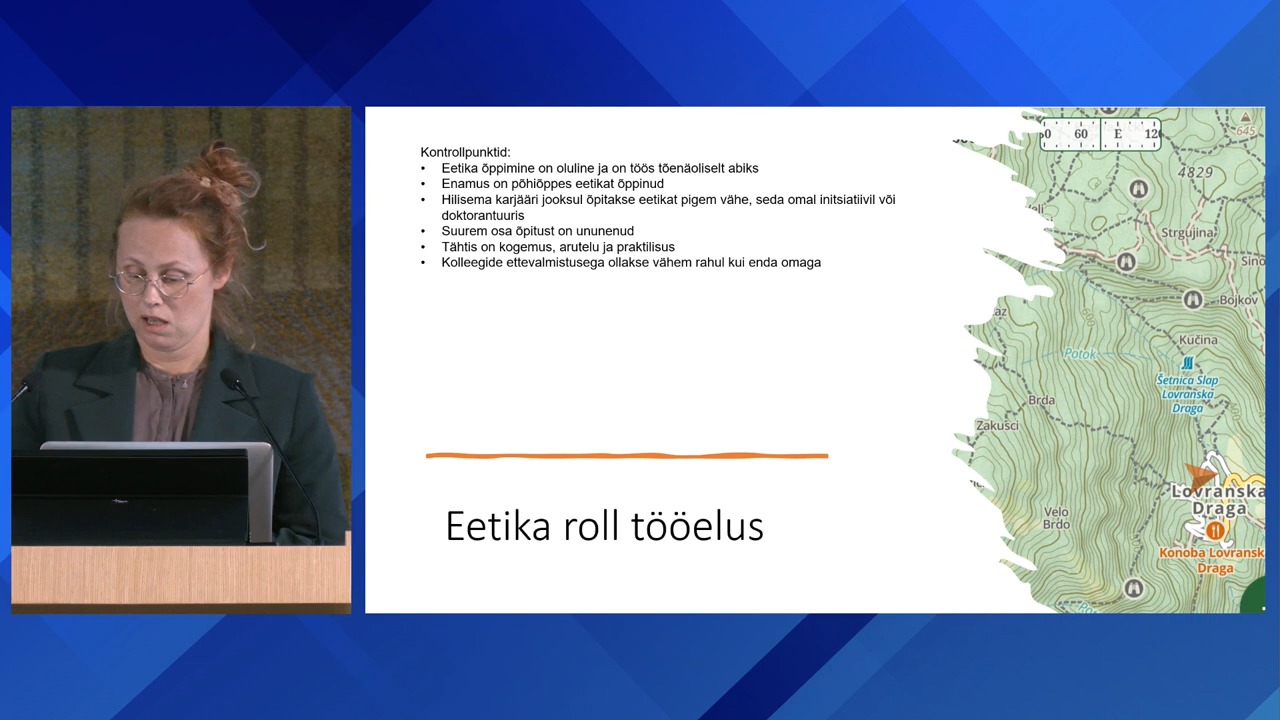 Kontrollpunktid:
• Eetika õppimine on oluline ja on töös tõenäoliselt abiks
• Enamus on põhiõppes eetikat õppinud
• Hilisema karjääri jooksul õpitakse eetikat pigem vähe, seda omal initsiatiivil või
doktorantuuris
• Suurem osa õpitust on ununenud
• Tähtis on kogemus, arutelu ja praktilisus
• Kolleegide ettevalmistusega ollakse vähem rahul kui enda omaga
Eetika roll tööelus
60 E 120
645
4829
Strgujina
Bojkov
Kučina
Potok
Šetnica Slap
Lovranska
Draga
Brda
Zakušci
Lovranska
Draga
Velo
Brdo
Konoba Lovransk
Draga